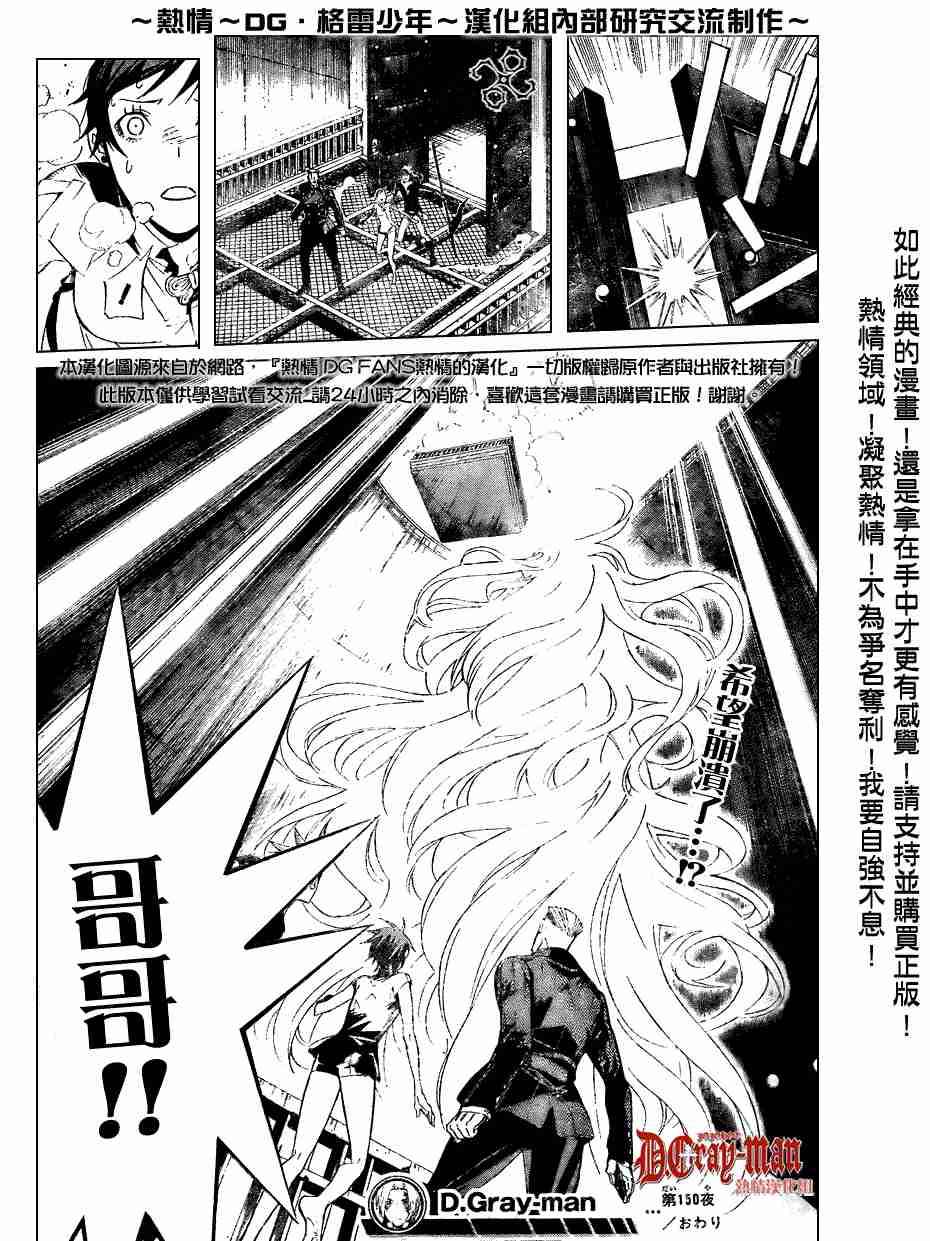 ～熱情～DG．格雷少年～漢化組內部研究交流制作～
本漢化圖源來自於網路，『熱情DG FANS熱情的漢化』一切版權歸原作者與出版社擁有！
此版本僅供學習試看交流_請24小時之內消除，喜歡這套漫畫請購買正版！謝謝。
如此經典的漫畫！還是拿在手中才更有感覺！請支持並購買正版！
熱情領域！凝聚熱情！不為爭名奪利！我要自強不息！
希望崩潰了…!?
哥哥!!
D.Gray-man
熱情漢化組
D.Gray-man
だい や
第150夜
…／おわり